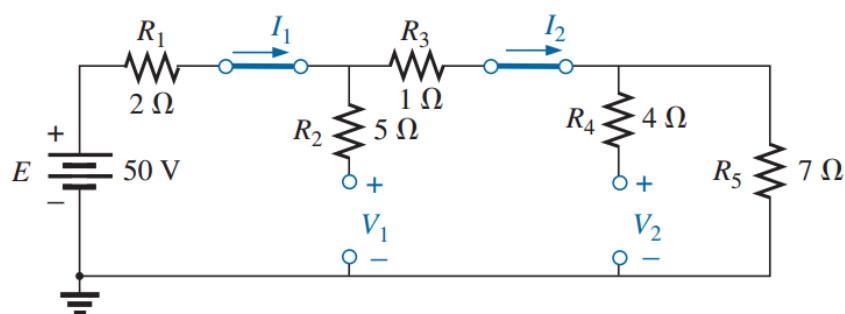 R₁ I₁ R₃ I₂
2 Ω 1 Ω
R₂ 5 Ω R₄ 4 Ω
+
E 50 V R₅ 7 Ω
−
+ +
V₁ V₂
− −